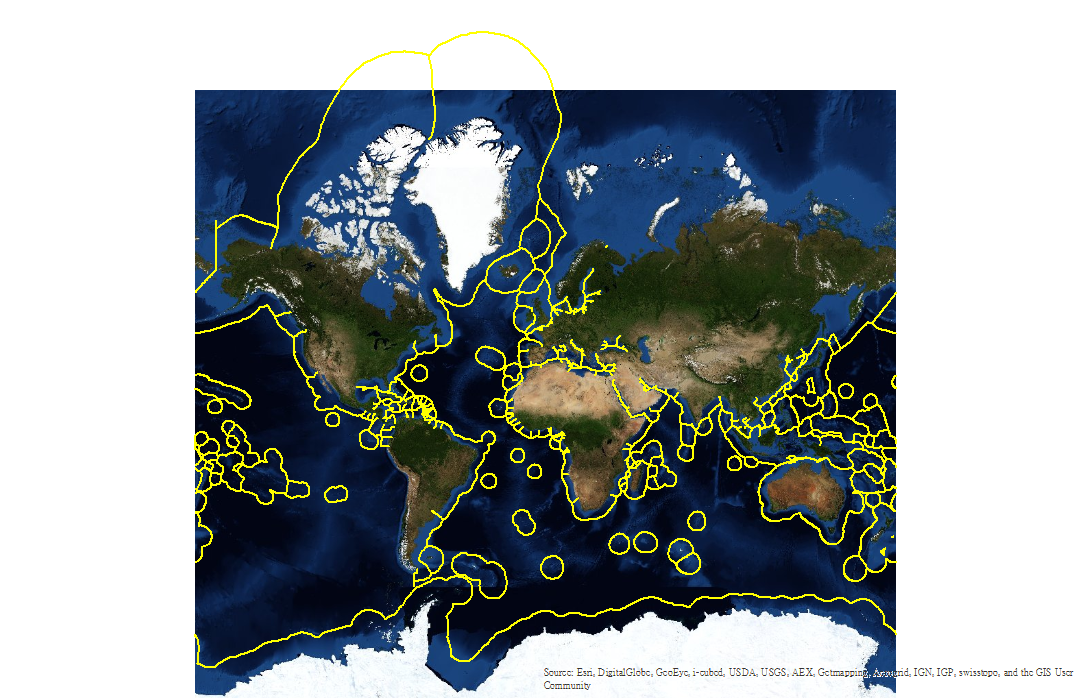 Source: Esri, DigitalGlobe, GeoEye, i-cubed, USDA, USGS, AEX, Getmapping, Aerogrid, IGN, IGP, swisstopo, and the GIS User
Community